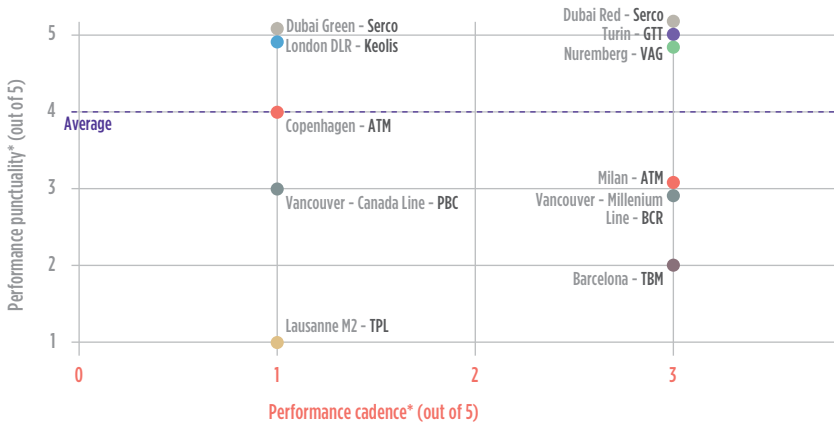 Performance punctuality* (out of 5)
5
4
3
2
1
Average
Dubai Green - Serco
London DLR - Keolis
Copenhagen - ATM
Vancouver - Canada Line - PBC
Lausanne M2 - TPL
Dubai Red - Serco
Turin - GTT
Nuremberg - VAG
Milan - ATM
Vancouver - Millenium
Line - BCR
Barcelona - TBM
0
1
2
3
Performance cadence* (out of 5)